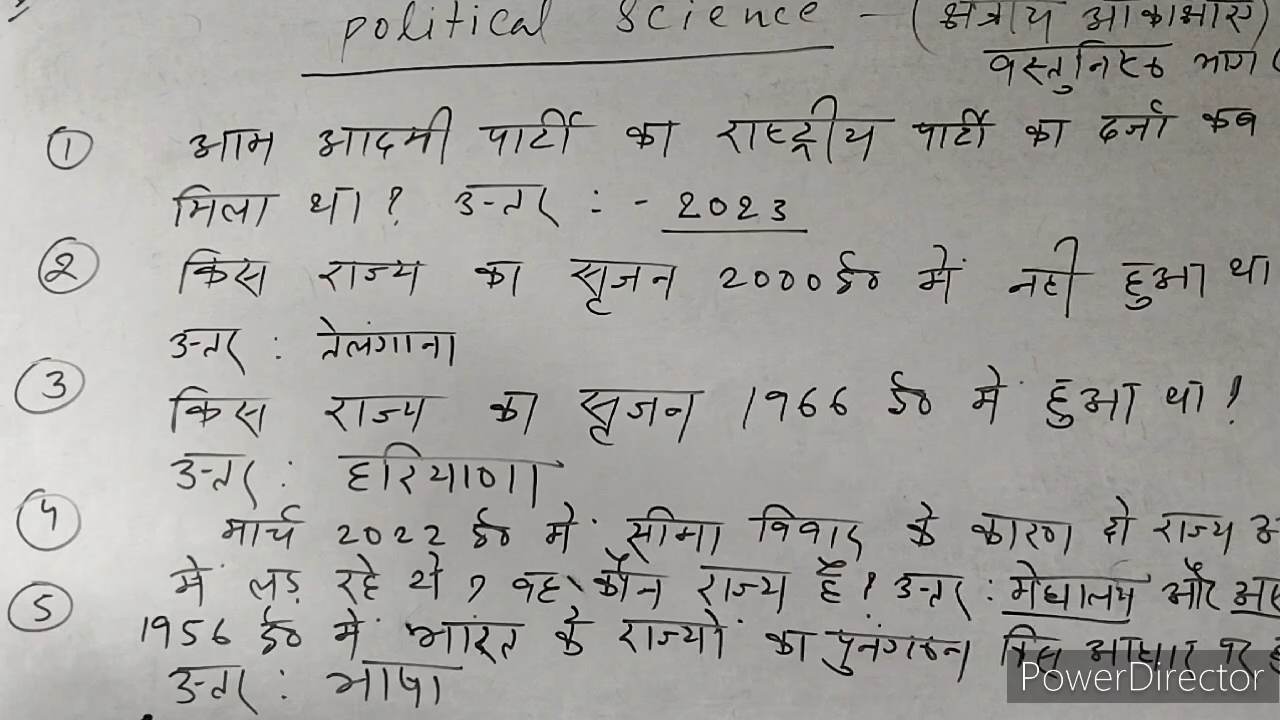 Political Science - (क्षेत्रीय आकांक्षाएं)
वस्तुनिष्ठ भाग (
① आम आदमी पार्टी का राष्ट्रीय पार्टी का दर्जा कब
मिला था? उत्तर :- 2023
② किस राज्य का सृजन 2000 ई० में नही हुआ था
उत्तर : तेलंगाना
③ किस राज्य का सृजन 1966 ई० में हुआ था?
उत्तर : हरियाणा
④ मार्च 2022 ई० में सीमा विवाद के कारण दो राज्य
में लड़ रहे थे? वह कौन राज्य है? उत्तर : मेघालय और
⑤ 1956 ई० में भारत के राज्यों का पुनंगठन किस आधार पर
उत्तर : भाषा
PowerDirector